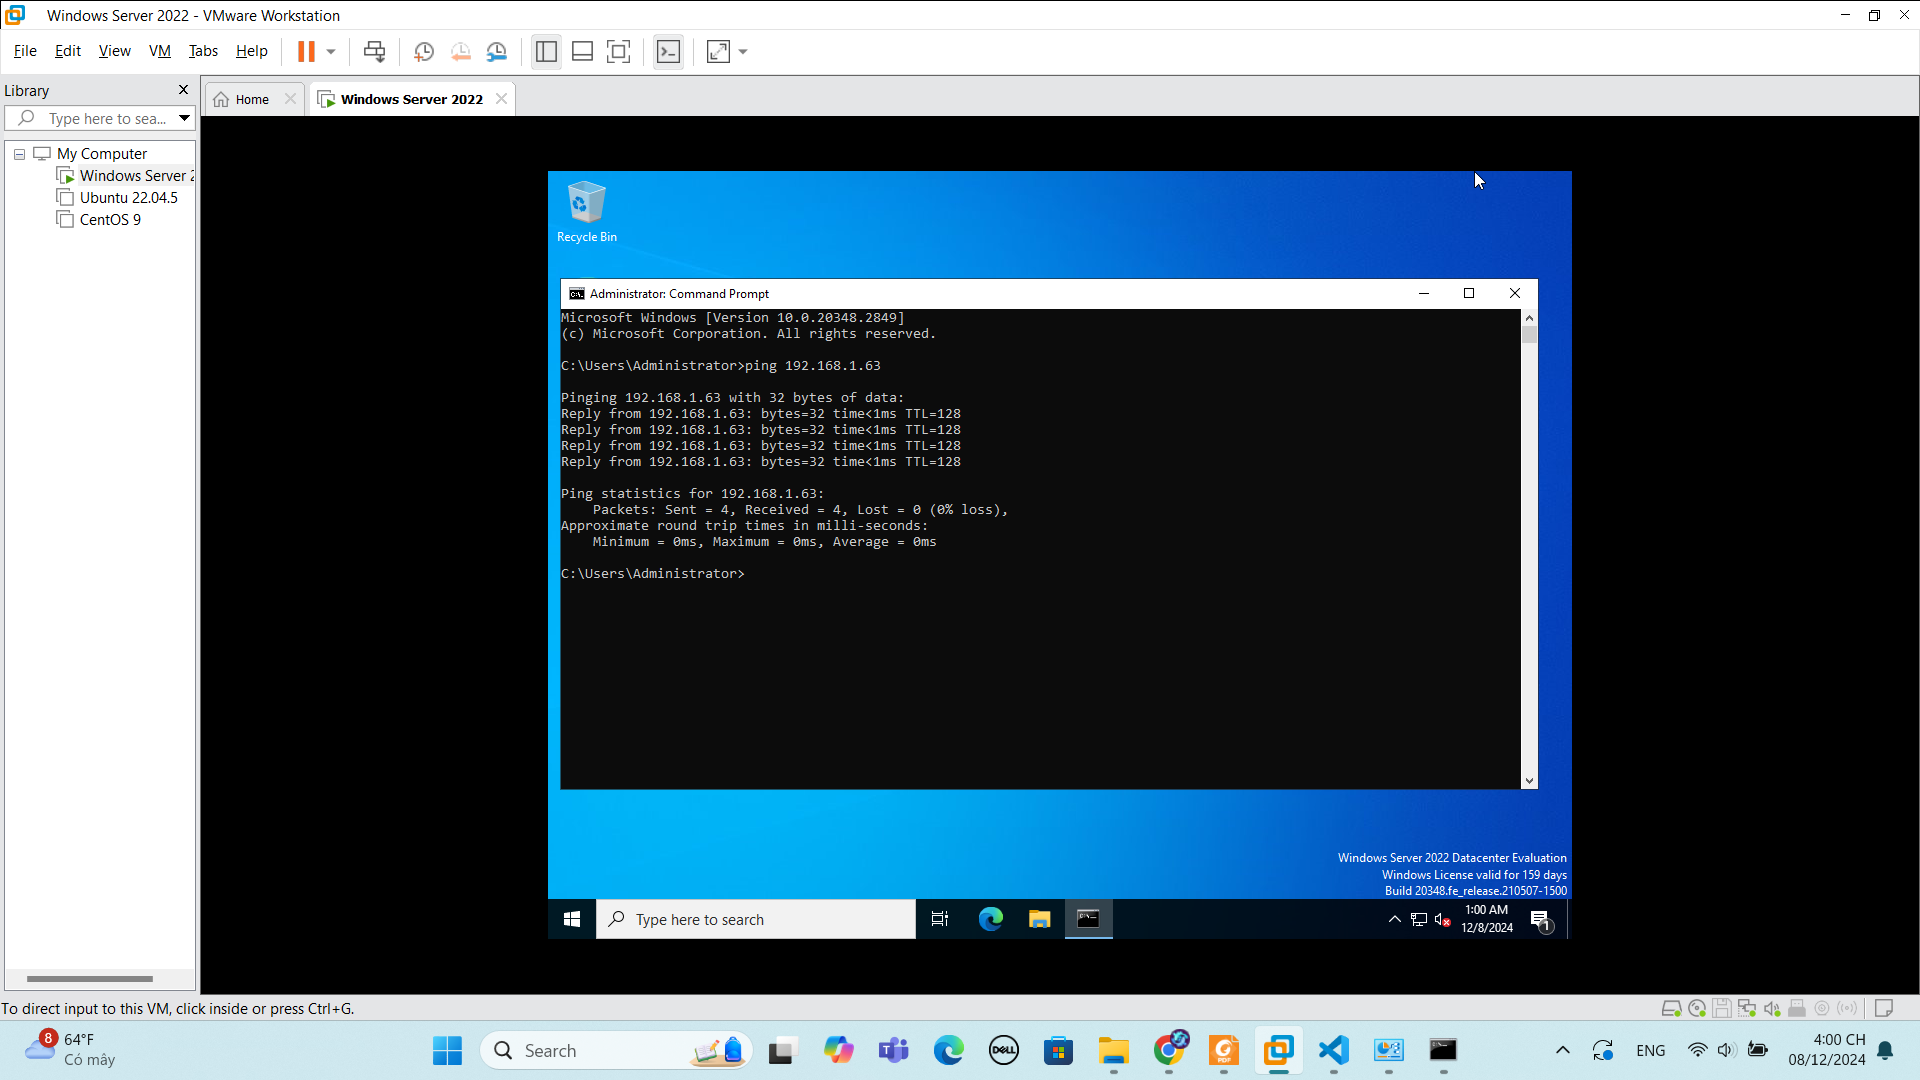 Windows Server 2022 - VMware Workstation
File Edit View VM Tabs Help
Library
Type here to sea...
Home
Windows Server 2022
My Computer
Windows Server 2
Ubuntu 22.04.5
CentOS 9
Recycle Bin
Administrator: Command Prompt
Microsoft Windows [Version 10.0.20348.2849]
(c) Microsoft Corporation. All rights reserved.
C:\Users\Administrator>ping 192.168.1.63
Pinging 192.168.1.63 with 32 bytes of data:
Reply from 192.168.1.63: bytes=32 time<1ms TTL=128
Reply from 192.168.1.63: bytes=32 time<1ms TTL=128
Reply from 192.168.1.63: bytes=32 time<1ms TTL=128
Reply from 192.168.1.63: bytes=32 time<1ms TTL=128
Ping statistics for 192.168.1.63:
Packets: Sent = 4, Received = 4, Lost = 0 (0% loss),
Approximate round trip times in milli-seconds:
Minimum = 0ms, Maximum = 0ms, Average = 0ms
C:\Users\Administrator>
Windows Server 2022 Datacenter Evaluation
Windows License valid for 159 days
Build 20348.fe_release.210507-1500
Type here to search
1:00 AM
12/8/2024
1
To direct input to this VM, click inside or press Ctrl+G.
8
64°F
Có mây
Search
DELL
PDF
ENG
4:00 CH
08/12/2024